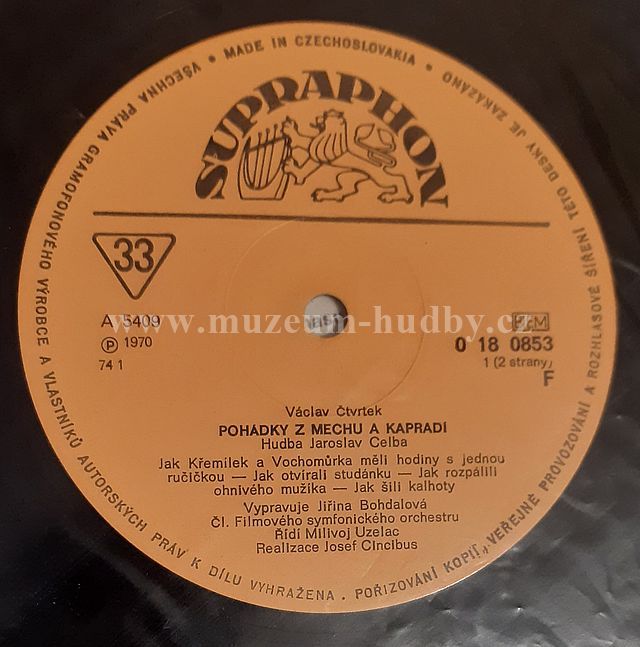 VŠECHNA PRÁVA GRAMOFONOVÉHO VÝROBCE A VLASTNÍKŮ AUTORSKÝCH PRÁV K DÍLU VYHRAŽENA. POŘIZOVÁNÍ KOPIÍ, VEŘEJNÉ PROVOZOVÁNÍ A ROZHLASOVÉ ŠÍŘENÍ TÉTO DESKY JE ZAKÁZÁNO • MADE IN CZECHOSLOVAKIA •
SUPRAPHON
33
A 5409
Ⓟ 1970
74 1
0 18 0853
1 (2 strany)
F
www.muzeum-hudby.cz
Václav Čtvrtek
POHÁDKY Z MECHU A KAPRADÍ
Hudba Jaroslav Celba
Jak Křemílek a Vochomůrka měli hodiny s jednou
ručičkou — Jak otvírali studánku — Jak rozpálili
ohnivého mužíka — Jak šili kalhoty
Vypravuje Jiřina Bohdalová
Čl. Filmového symfonického orchestru
Řídí Milivoj Uzelac
Realizace Josef Cincibus